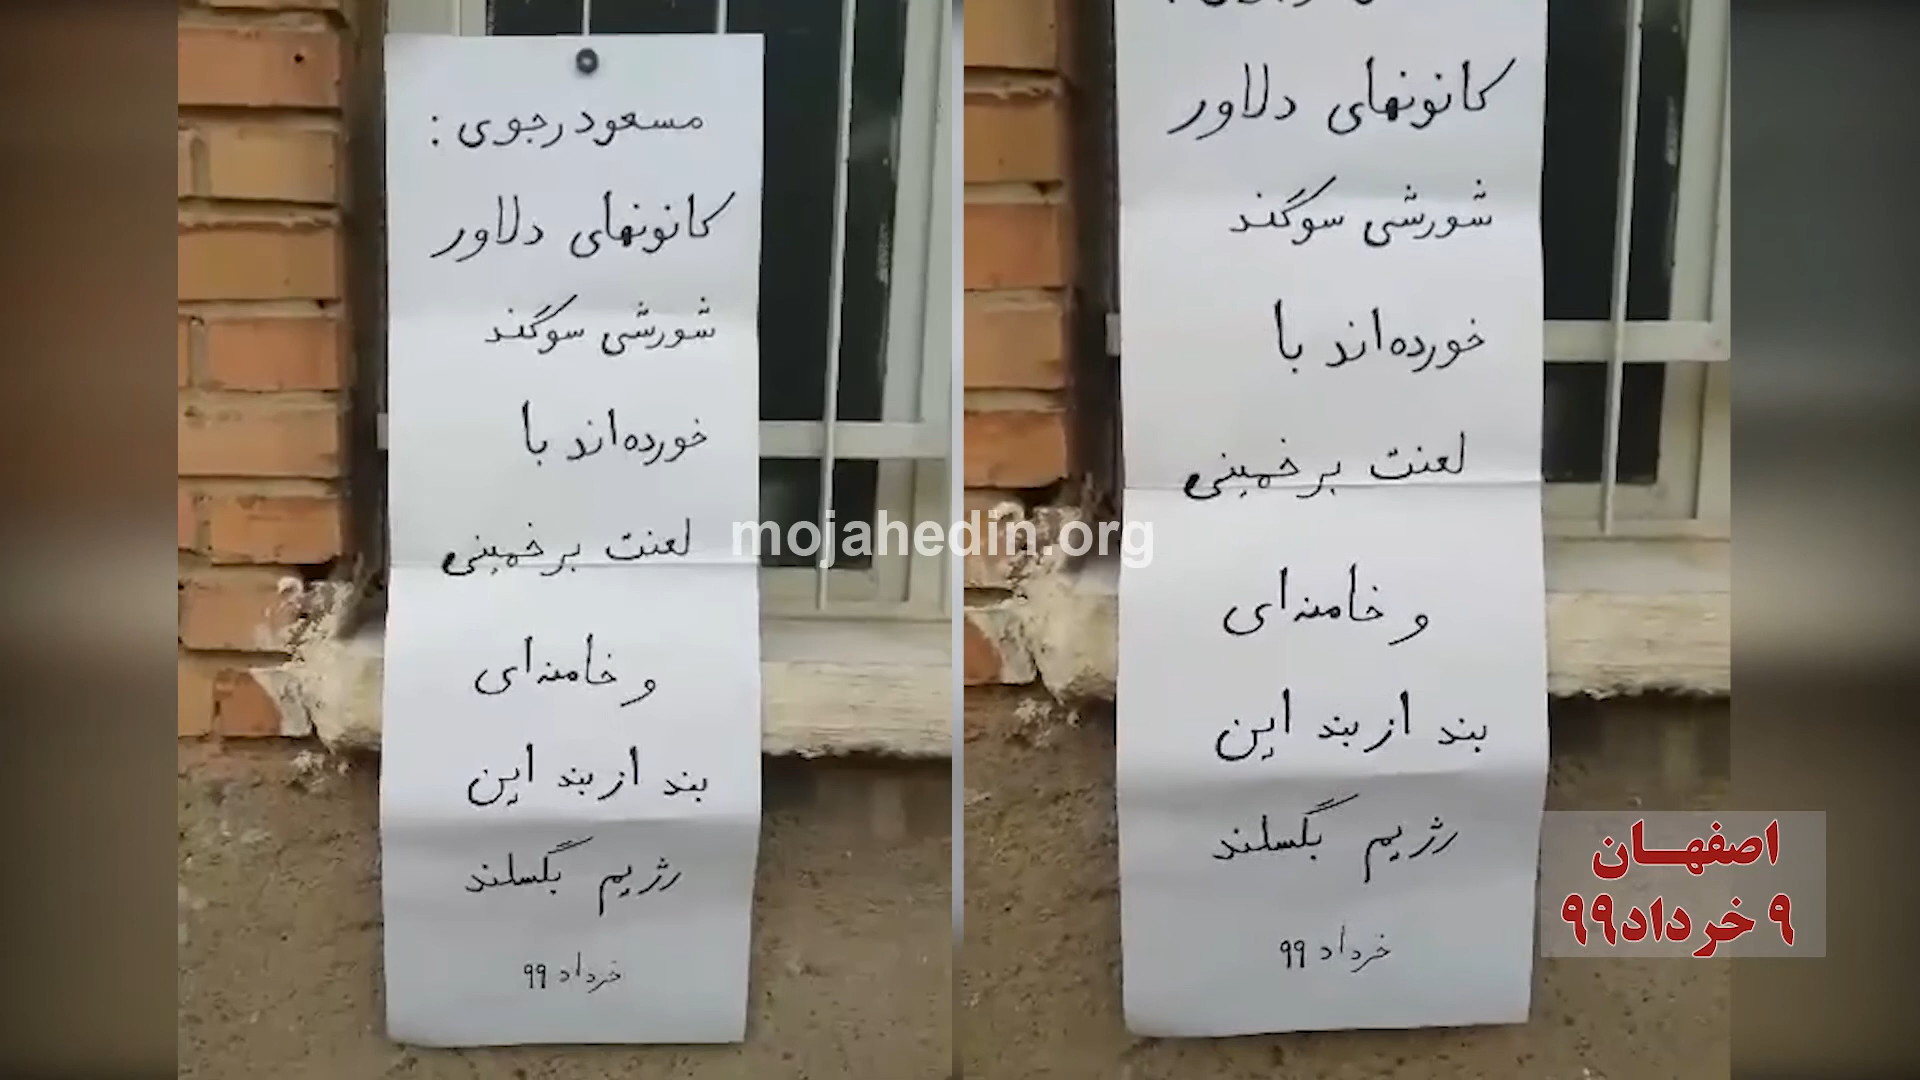 مسعود رجوی :
کانونهای دلاور
شورشی سوگند
خورده‌اند با
لعنت بر خمینی
و خامنه‌ای
بند از بند این
رژیم بگسلند
خرداد ۹۹
کانونهای دلاور
شورشی سوگند
خورده‌اند با
لعنت بر خمینی
و خامنه‌ای
بند از بند این
رژیم بگسلند
خرداد ۹۹
mojahedin.org
اصفهان
۹ خرداد۹۹